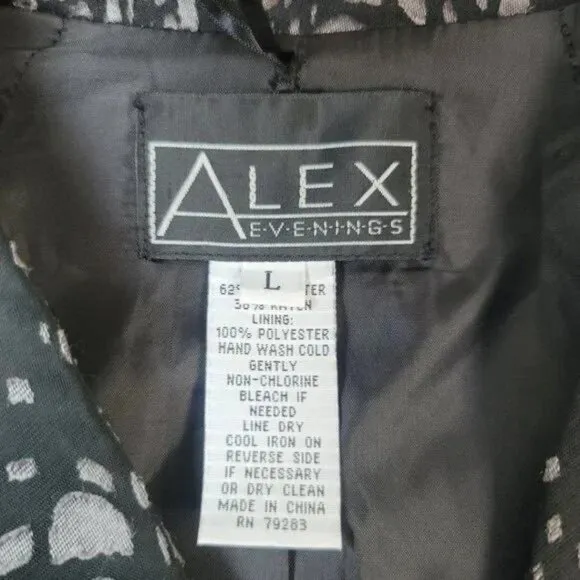 ALEX
E·V·E·N·I·N·G·S
L
LINING:
100% POLYESTER
HAND WASH COLD
GENTLY
NON-CHLORINE
BLEACH IF
NEEDED
LINE DRY
COOL IRON ON
REVERSE SIDE
IF NECESSARY
OR DRY CLEAN
MADE IN CHINA
RN 79283